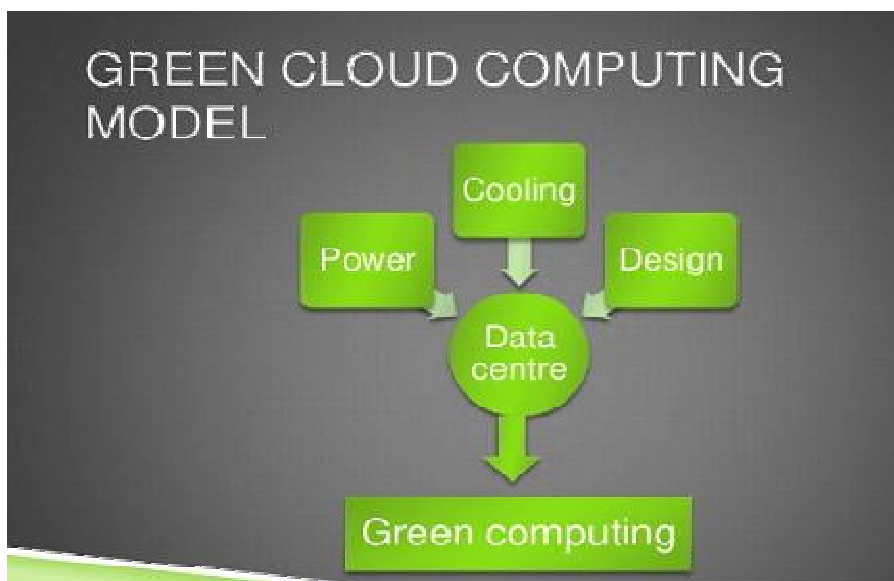 GREEN CLOUD COMPUTING
MODEL
Cooling
Power
Design
Data
centre
Green computing